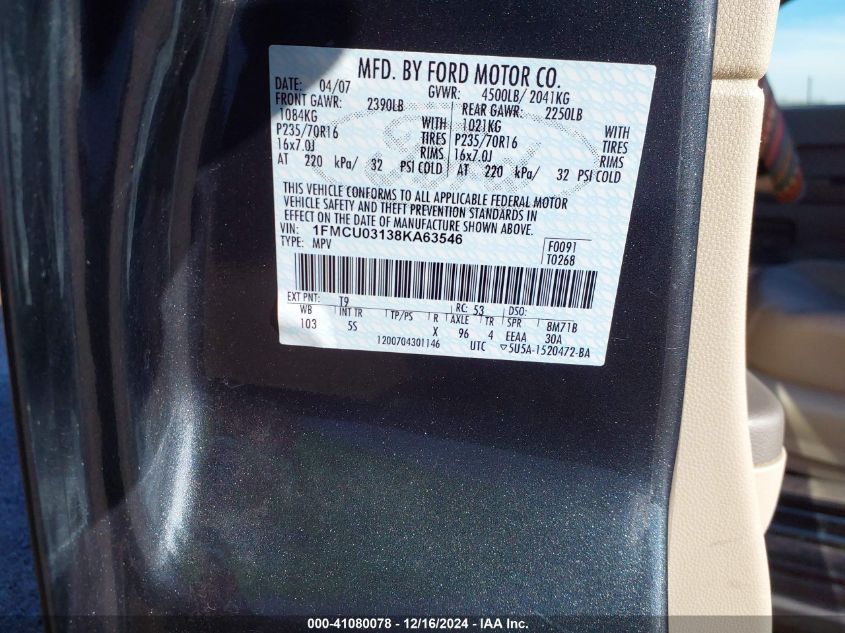 MFD. BY FORD MOTOR CO.
DATE: 04/07 GVWR: 4500LB/ 2041KG
FRONT GAWR: 2390LB REAR GAWR: 2250LB
1084KG WITH 1021KG WITH
P235/70R16 TIRES P235/70R16 TIRES
16x7.0J RIMS 16x7.0J RIMS
AT 220 kPa/ 32 PSI COLD AT 220 kPa/ 32 PSI COLD
THIS VEHICLE CONFORMS TO ALL APPLICABLE FEDERAL MOTOR
VEHICLE SAFETY AND THEFT PREVENTION STANDARDS IN
EFFECT ON THE DATE OF MANUFACTURE SHOWN ABOVE.
VIN: 1FMCU03138KA63546 F0091
TYPE: MPV T0268
EXT PNT: T9 RC: 53 DSO:
WB INT TR TP/PS R AXLE TR SPR 8M71B
103 5S X 96 4 EEAA 30A
1200704301146 UTC ▽5U5A-1520472-BA
000-41080078 - 12/16/2024 - IAA Inc.